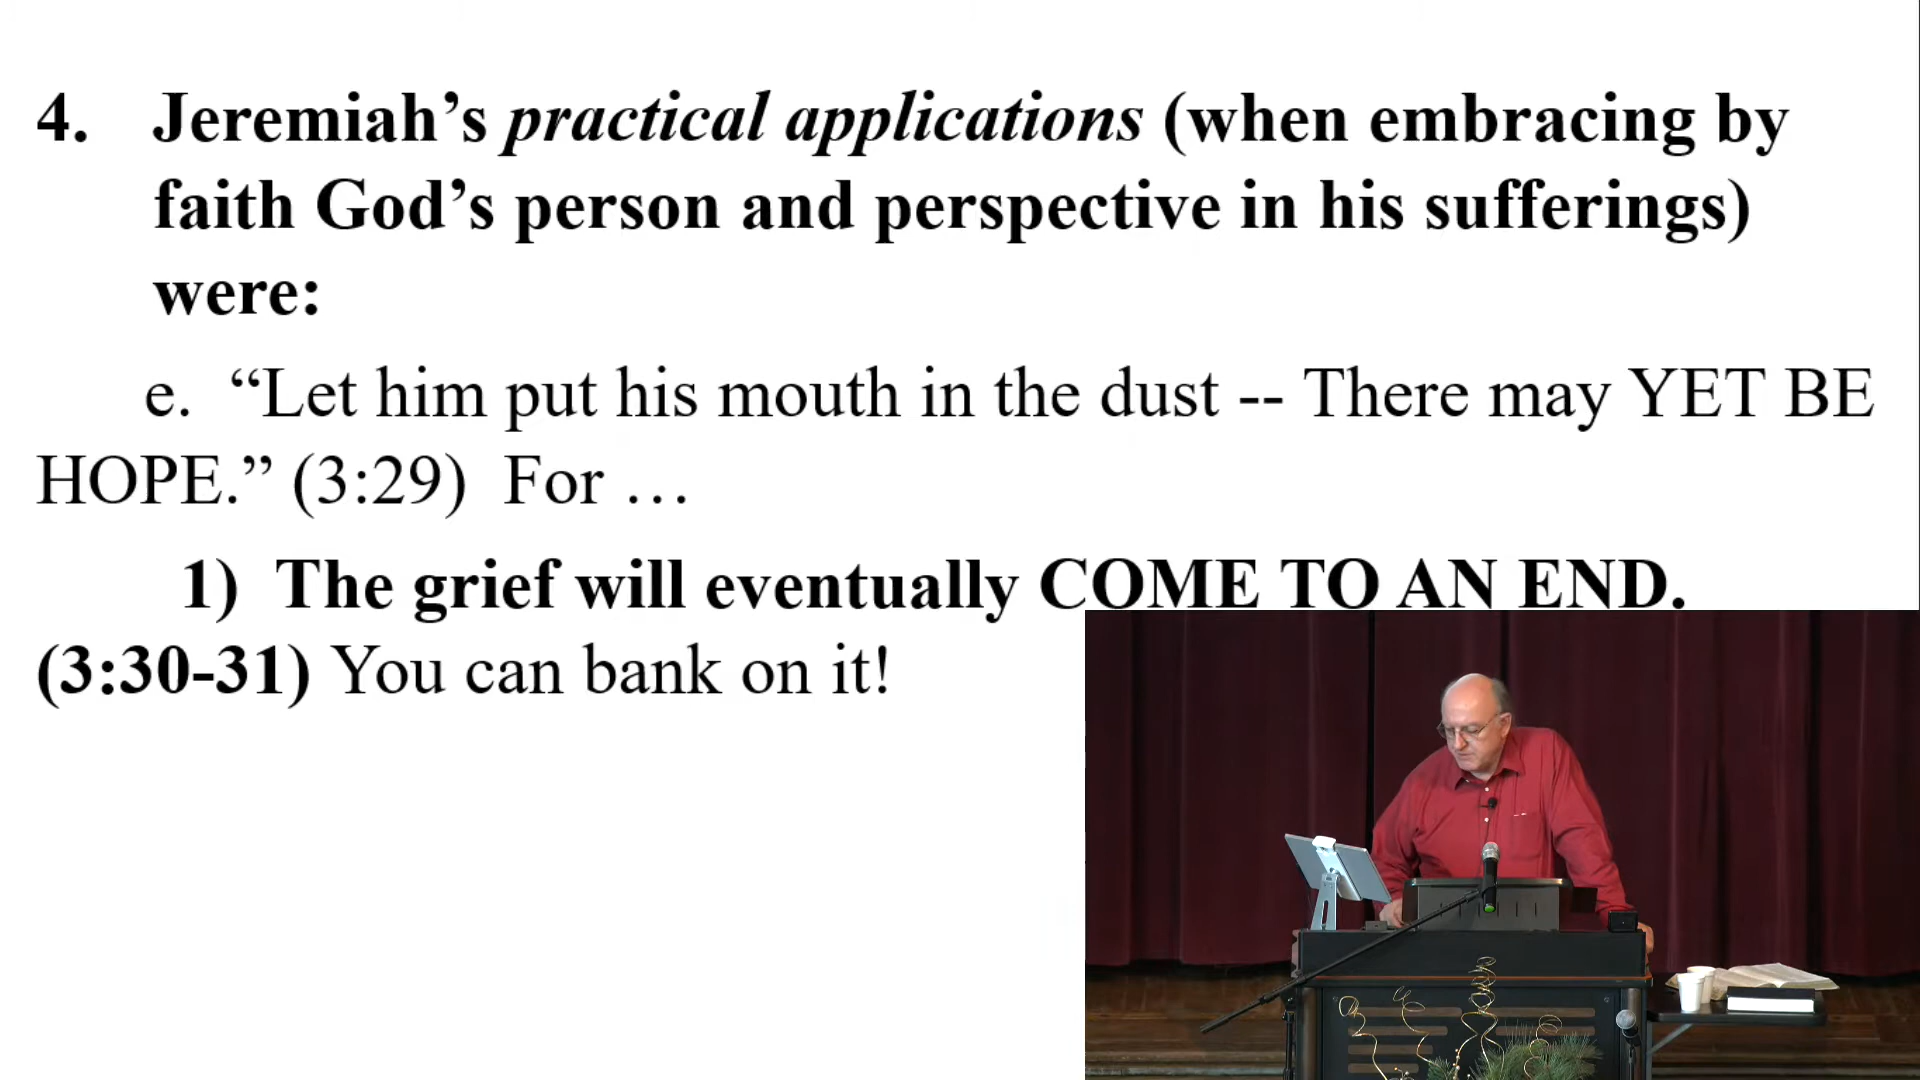 4. Jeremiah’s practical applications (when embracing by
faith God’s person and perspective in his sufferings)
were:
e. “Let him put his mouth in the dust -- There may YET BE
HOPE.” (3:29) For …
1) The grief will eventually COME TO AN END.
(3:30-31) You can bank on it!